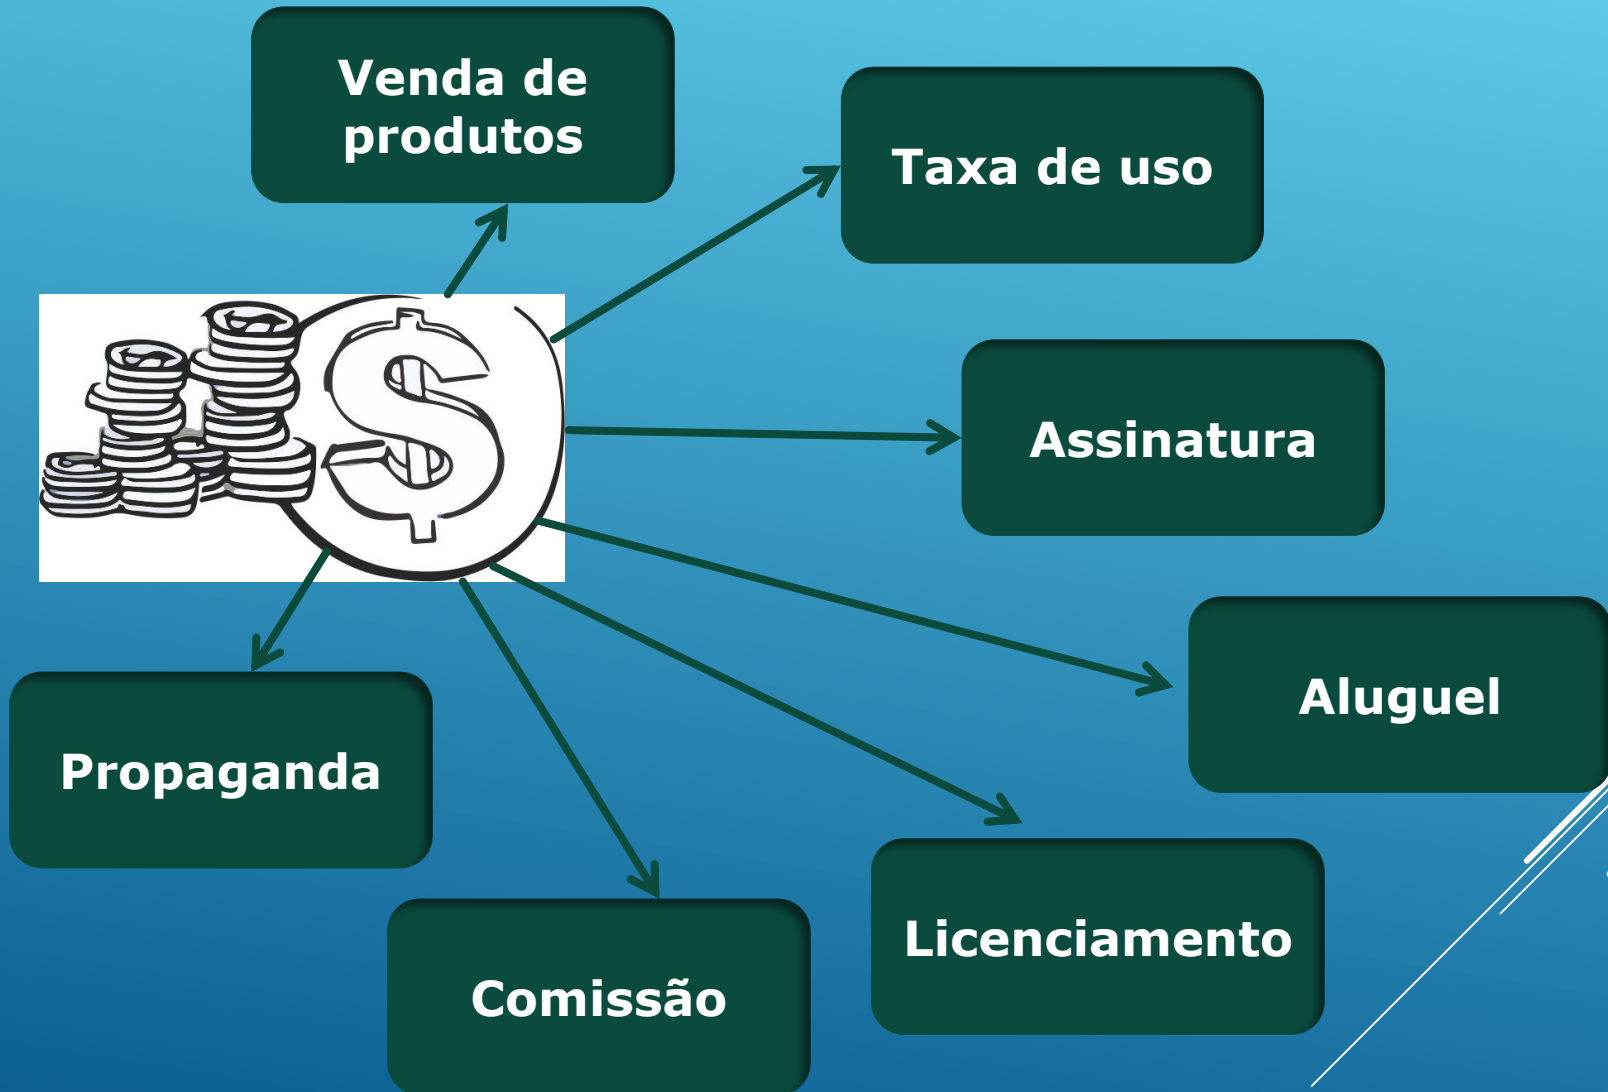 Venda de
produtos
Taxa de uso
Assinatura
Aluguel
Propaganda
Licenciamento
Comissão